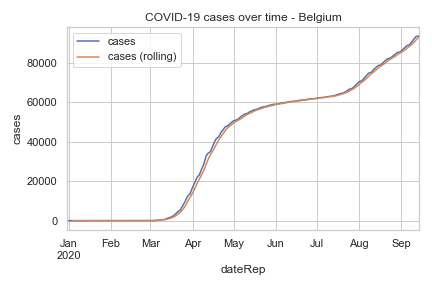 COVID-19 cases over time - Belgium
cases
cases (rolling)
80000
60000
40000
20000
0
cases
Jan Feb Mar Apr May Jun Jul Aug Sep
2020
dateRep